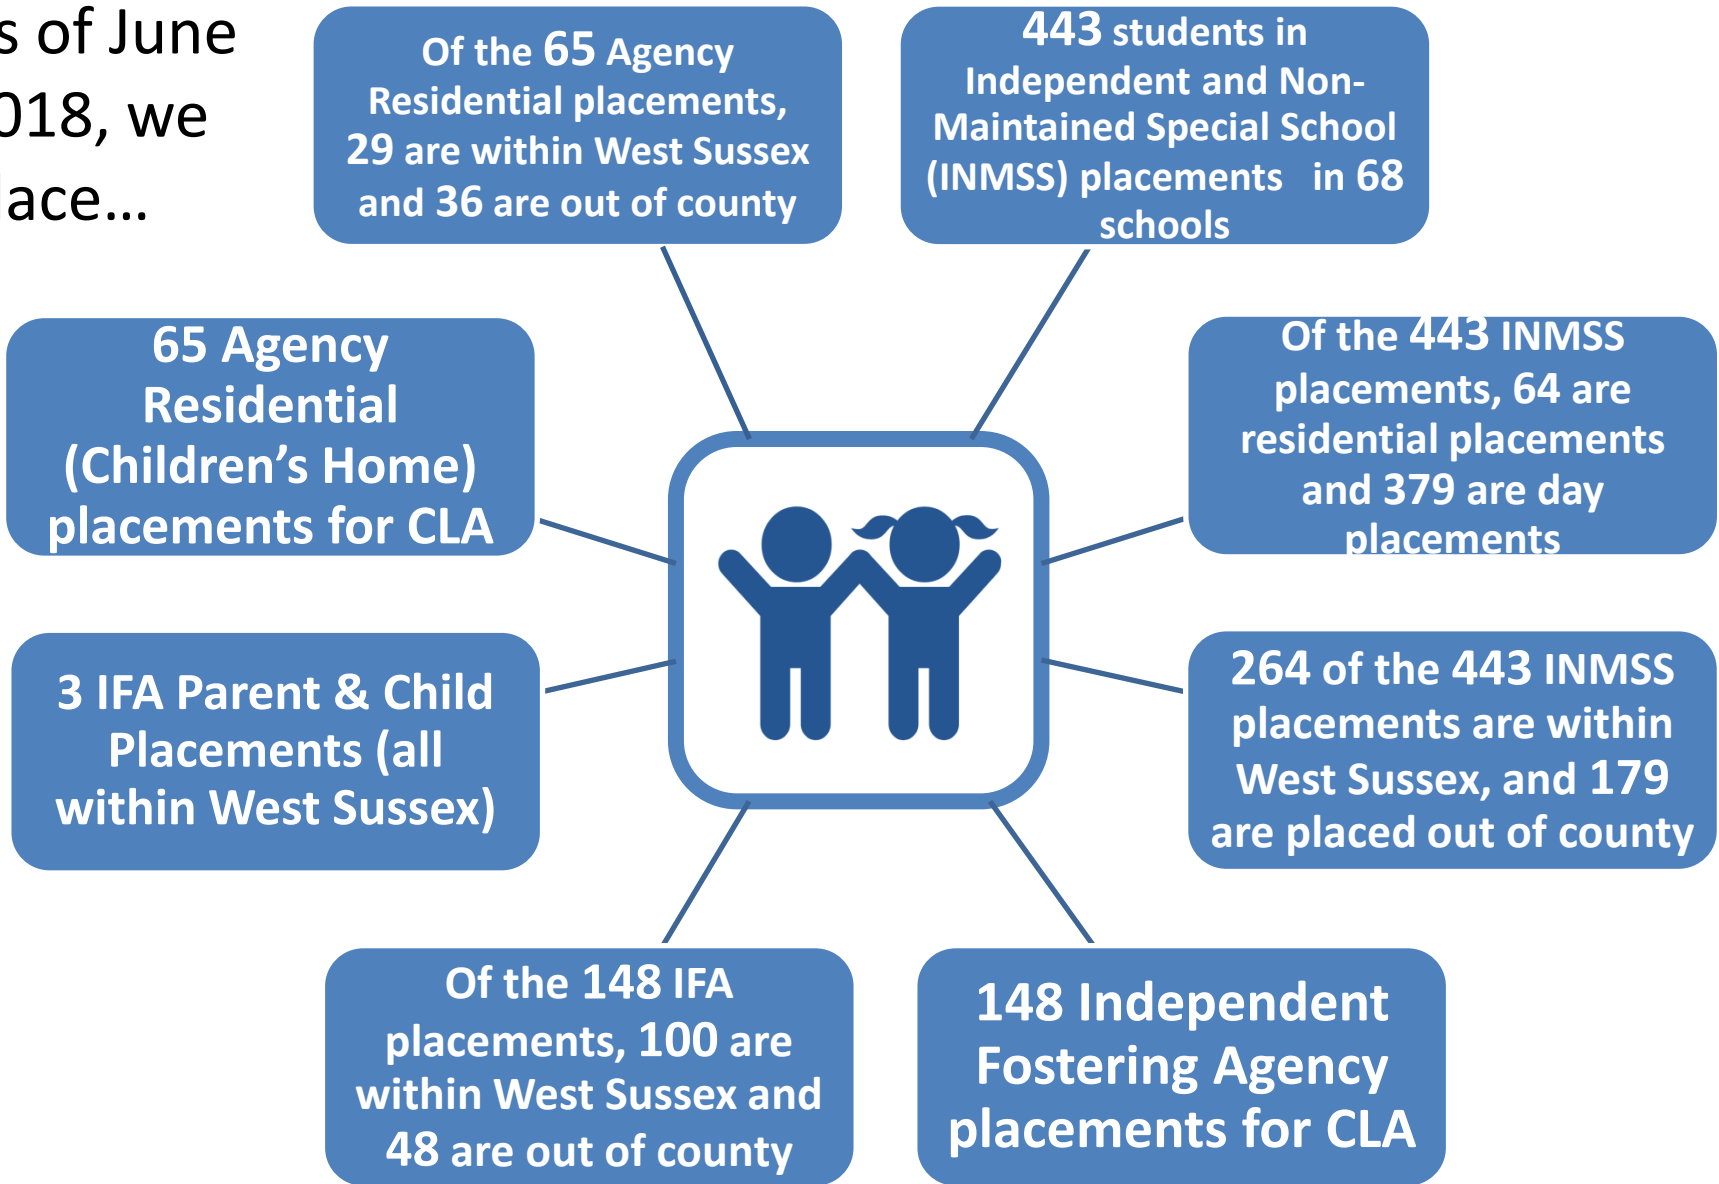 s of June
018, we
lace...
Of the 65 Agency
Residential placements,
29 are within West Sussex
and 36 are out of county
443 students in
Independent and Non-
Maintained Special School
(INMSS) placements in 68
schools
65 Agency
Residential
(Children’s Home)
placements for CLA
Of the 443 INMSS
placements, 64 are
residential placements
and 379 are day
placements
3 IFA Parent & Child
Placements (all
within West Sussex)
264 of the 443 INMSS
placements are within
West Sussex, and 179
are placed out of county
Of the 148 IFA
placements, 100 are
within West Sussex and
48 are out of county
148 Independent
Fostering Agency
placements for CLA